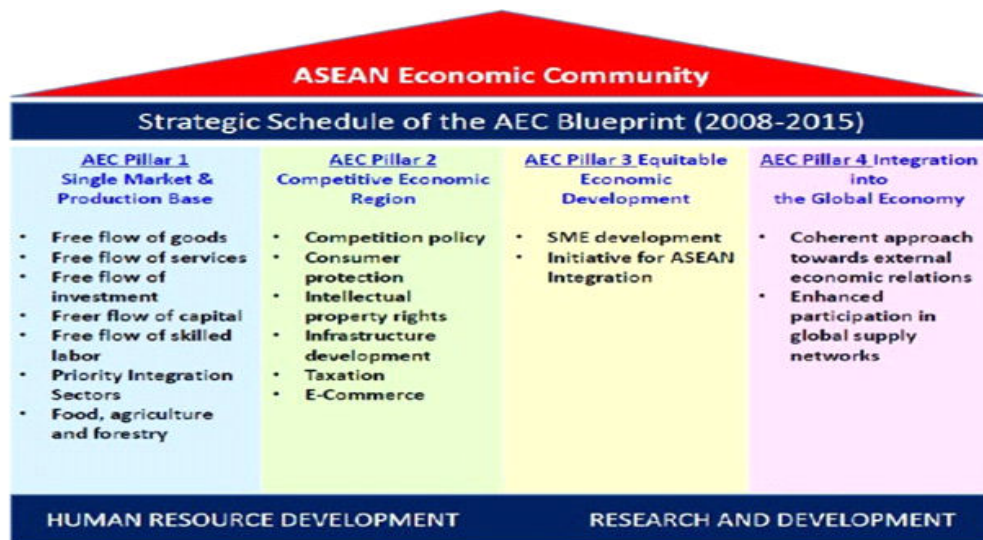 ASEAN Economic Community
Strategic Schedule of the AEC Blueprint (2008-2015)
AEC Pillar 1
Single Market &
Production Base
• Free flow of goods
• Free flow of services
• Free flow of
investment
• Freer flow of capital
• Free flow of skilled
labor
• Priority Integration
Sectors
• Food, agriculture
and forestry
AEC Pillar 2
Competitive Economic
Region
• Competition policy
• Consumer
protection
• Intellectual
property rights
• Infrastructure
development
• Taxation
• E-Commerce
AEC Pillar 3 Equitable
Economic
Development
• SME development
• Initiative for ASEAN
Integration
AEC Pillar 4 Integration
into
the Global Economy
• Coherent approach
towards external
economic relations
• Enhanced
participation in
global supply
networks
HUMAN RESOURCE DEVELOPMENT
RESEARCH AND DEVELOPMENT